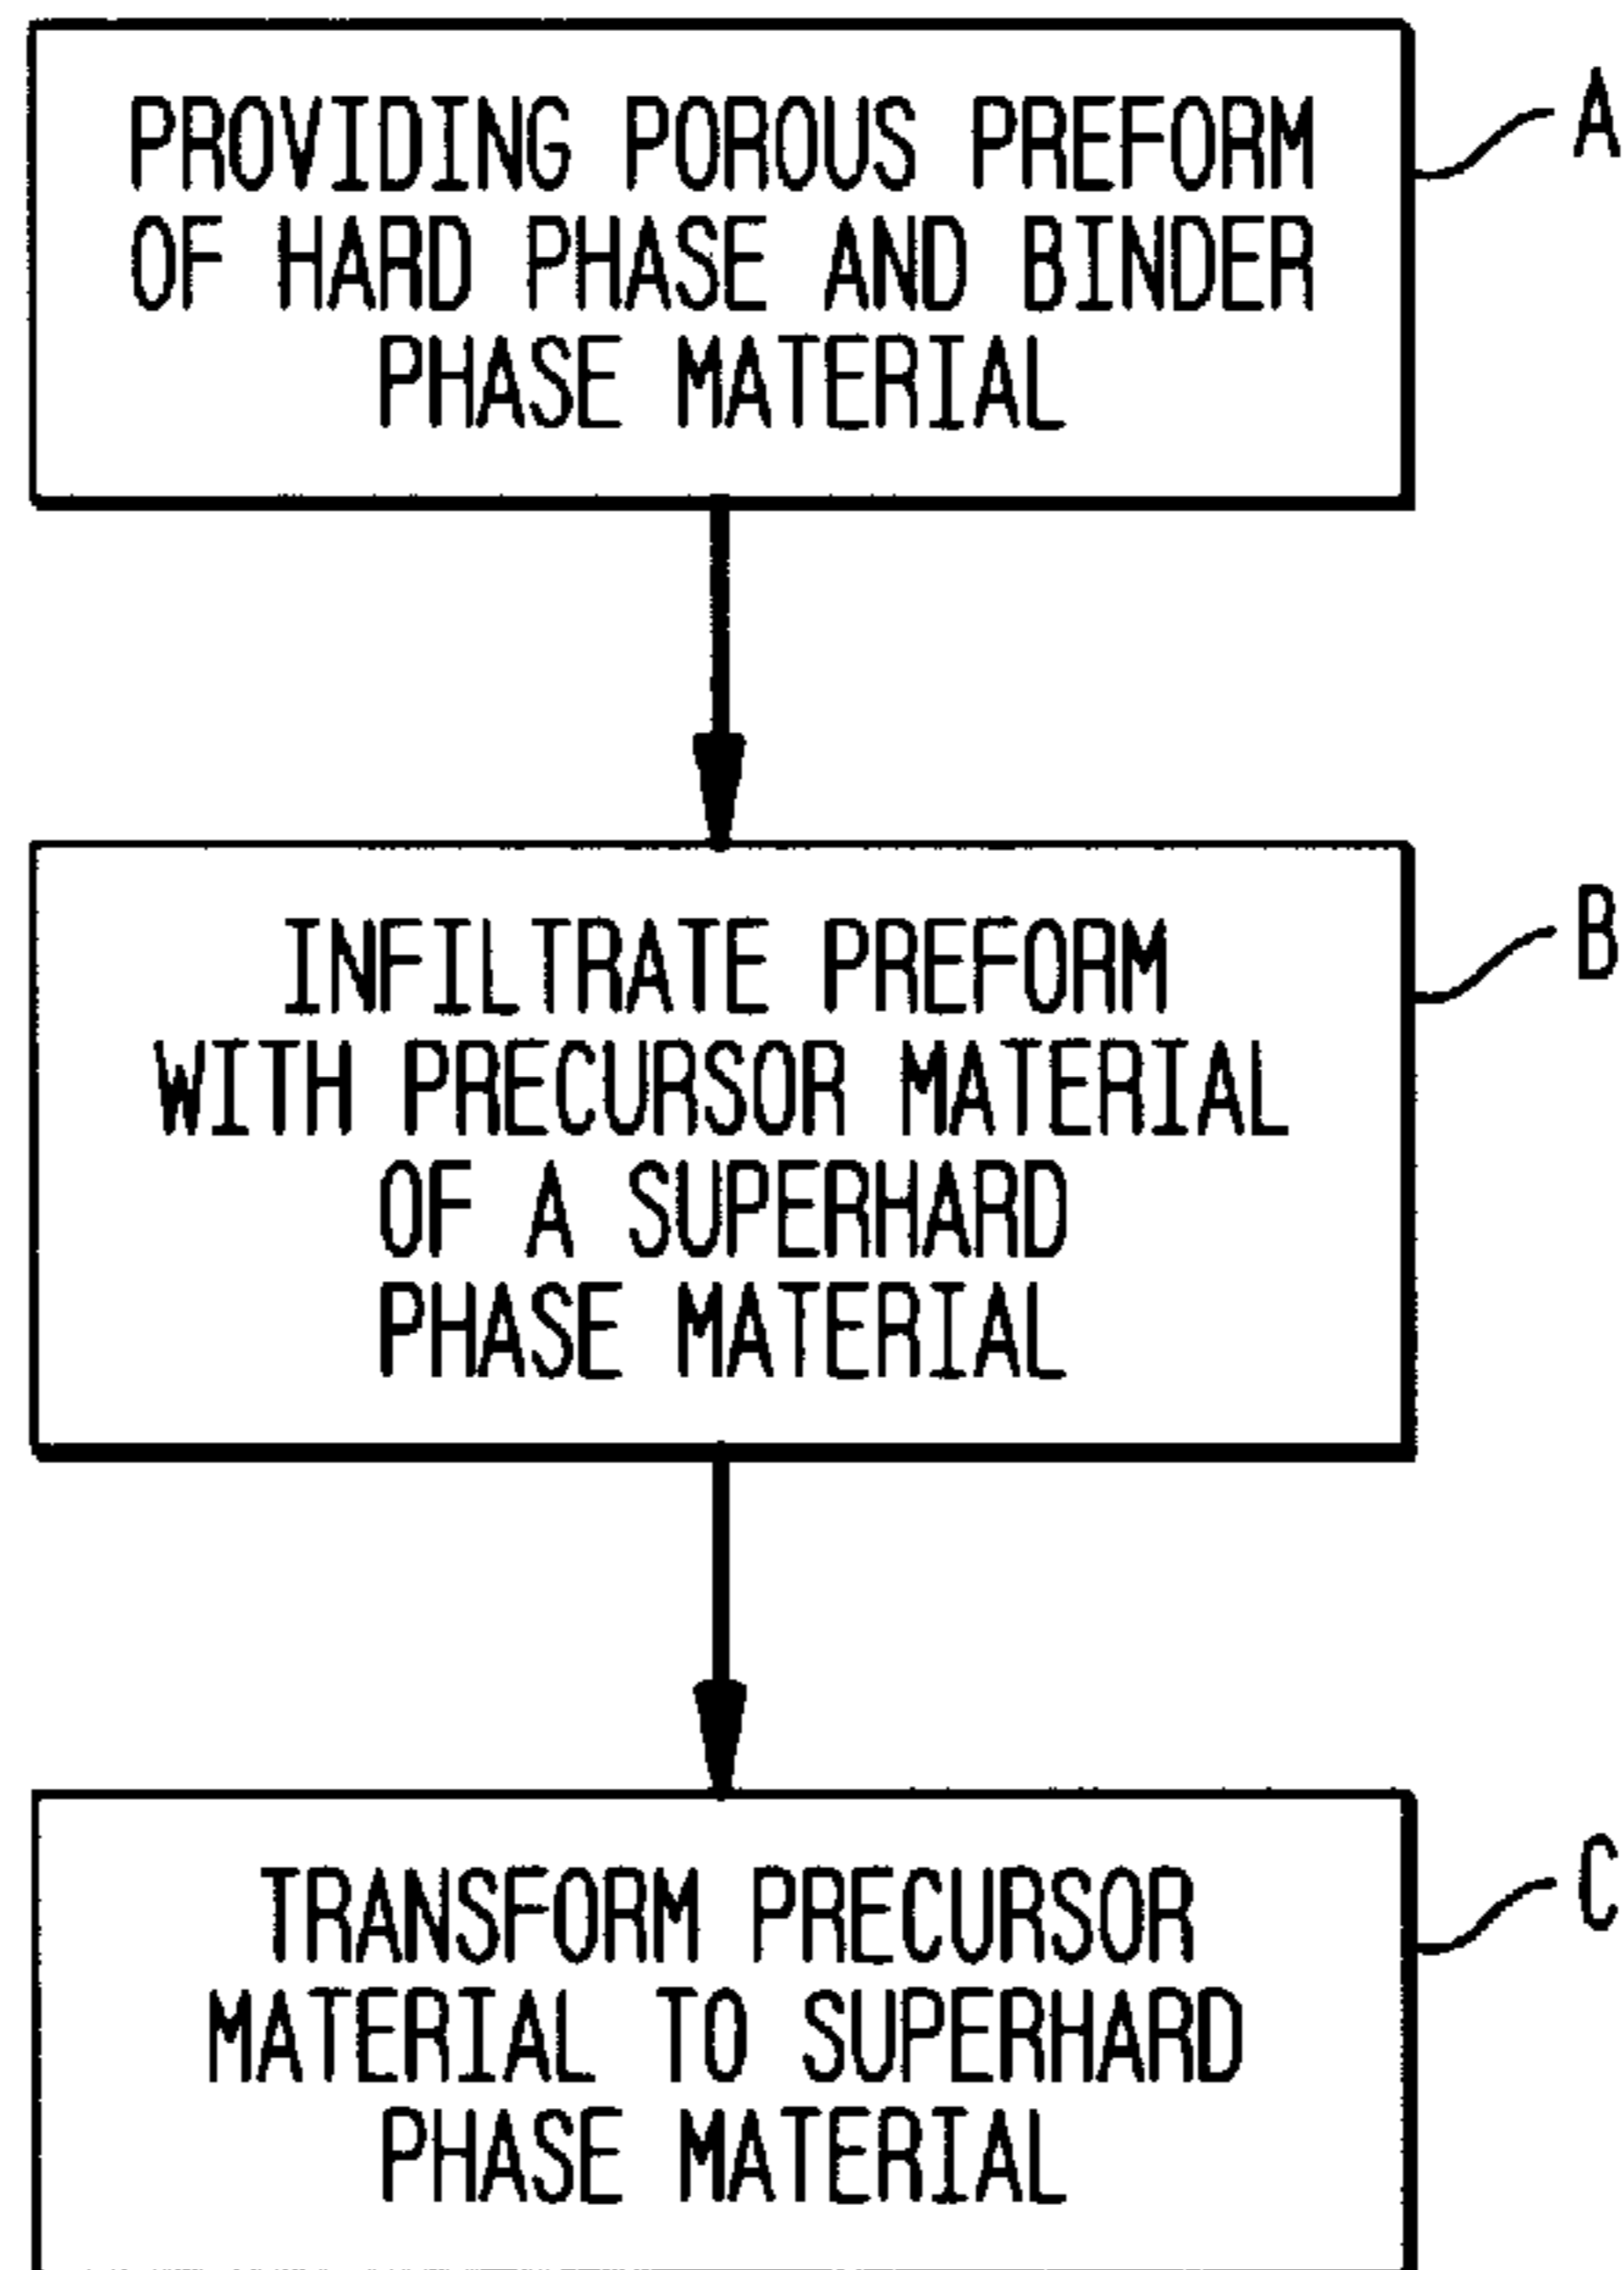 PROVIDING POROUS PREFORM
OF HARD PHASE AND BINDER
PHASE MATERIAL
A
INFILTRATE PREFORM
WITH PRECURSOR MATERIAL
OF A SUPERHARD
PHASE MATERIAL
B
TRANSFORM PRECURSOR
MATERIAL TO SUPERHARD
PHASE MATERIAL
C